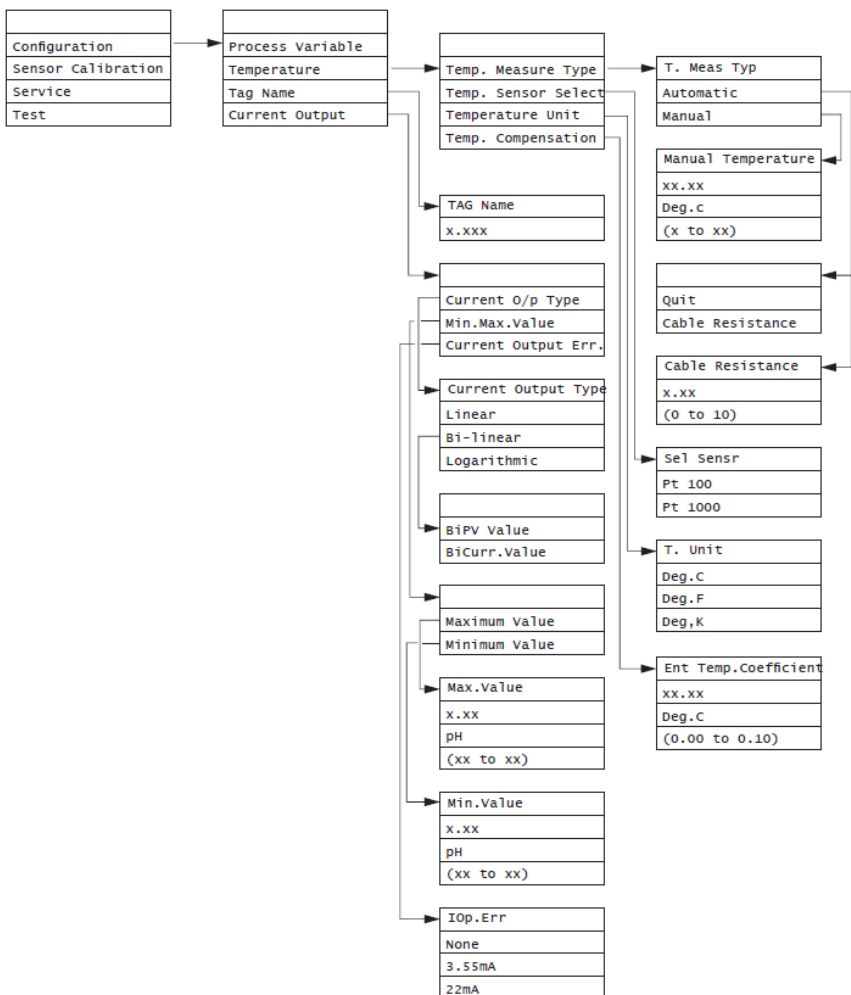 Configuration
Sensor Calibration
Service
Test
Process Variable
Temperature
Tag Name
Current Output
Temp. Measure Type
Temp. Sensor Select
Temperature Unit
Temp. Compensation
TAG Name
x.xxx
Current O/p Type
Min.Max.Value
Current Output Err.
Current Output Type
Linear
Bi-linear
Logarithmic
BiPV Value
BiCurr.Value
Maximum Value
Minimum Value
Max.Value
x.xx
pH
(xx to xx)
Min.Value
x.xx
pH
(xx to xx)
IOp.Err
None
3.55mA
22mA
T. Meas Typ
Automatic
Manual
Manual Temperature
xx.xx
Deg.c
(x to xx)
Quit
Cable Resistance
Cable Resistance
x.xx
(0 to 10)
Sel Sensr
Pt 100
Pt 1000
T. Unit
Deg.C
Deg.F
Deg,K
Ent Temp.Coefficient
xx.xx
Deg.C
(0.00 to 0.10)